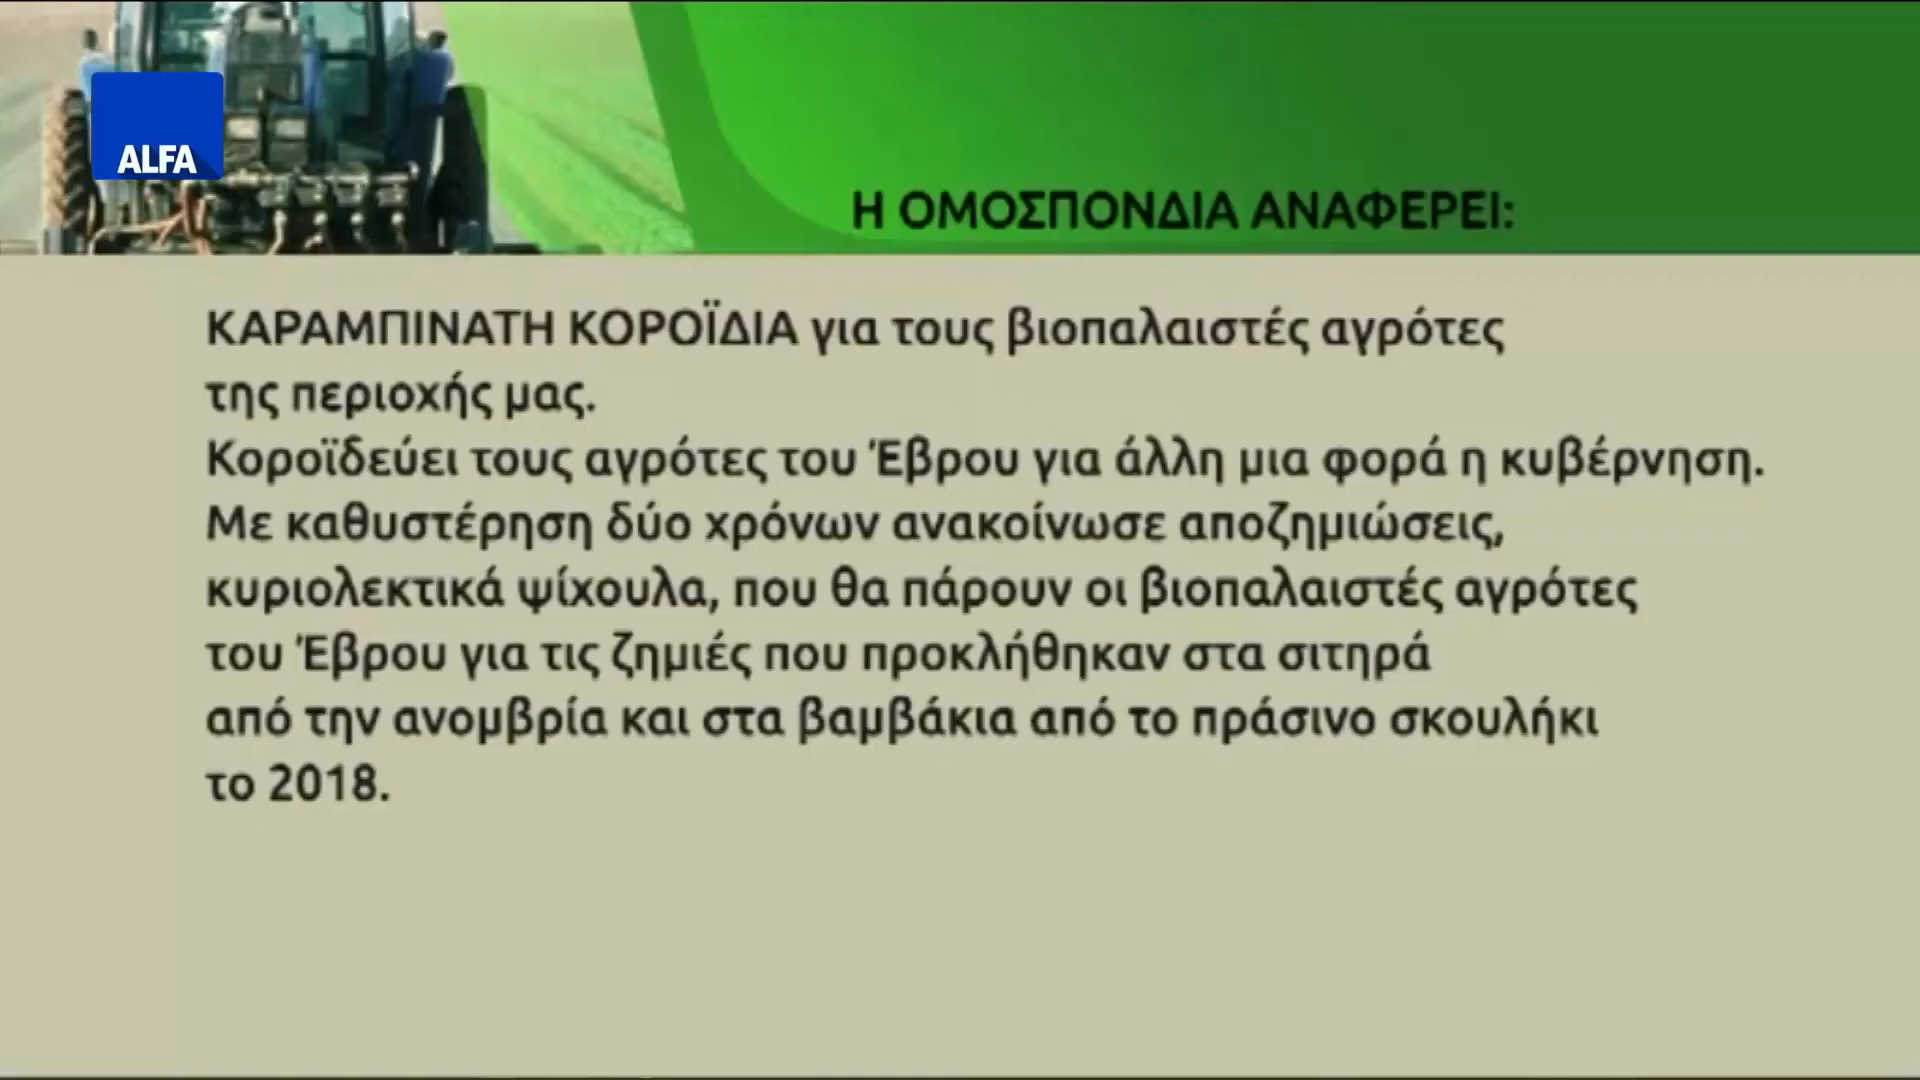 ALFA
Η ΟΜΟΣΠΟΝΔΙΑ ΑΝΑΦΕΡΕΙ:
ΚΑΡΑΜΠΙΝΑΤΗ ΚΟΡΟΪΔΙΑ για τους βιοπαλαιστές αγρότες
της περιοχής μας.
Κοροϊδεύει τους αγρότες του Έβρου για άλλη μια φορά η κυβέρνηση.
Με καθυστέρηση δύο χρόνων ανακοίνωσε αποζημιώσεις,
κυριολεκτικά ψίχουλα, που θα πάρουν οι βιοπαλαιστές αγρότες
του Έβρου για τις ζημιές που προκλήθηκαν στα σιτηρά
από την ανομβρία και στα βαμβάκια από το πράσινο σκουλήκι
το 2018.